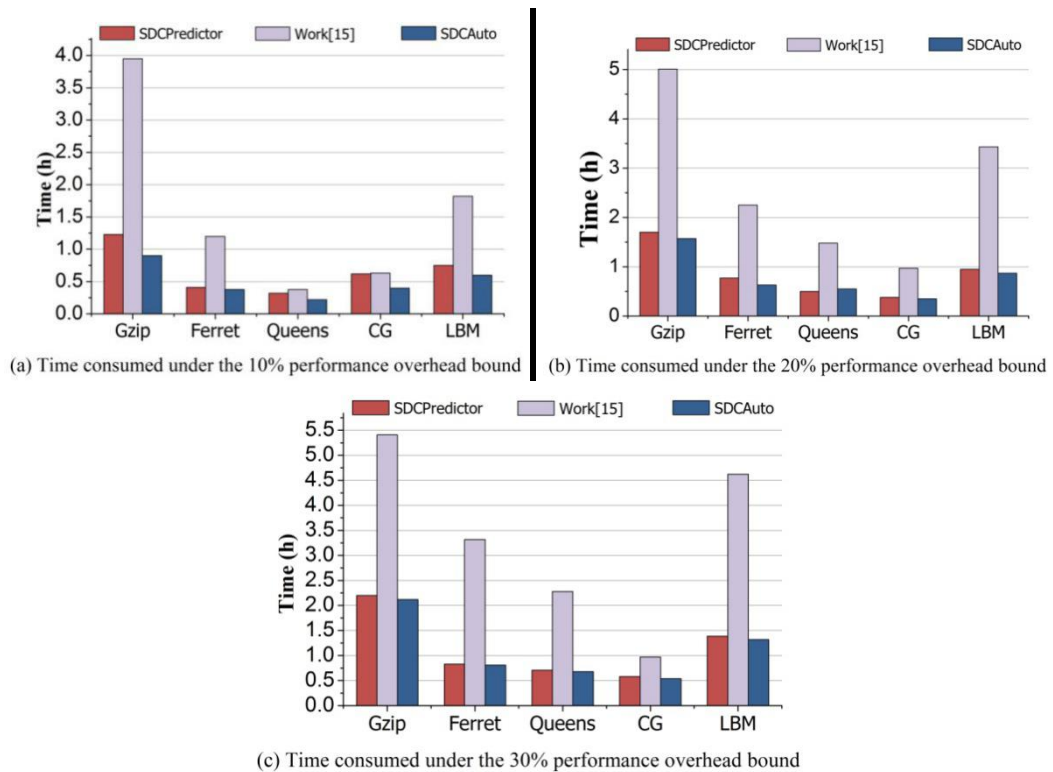 SDCPredictor Work[15] SDCAuto
4.0
3.5
3.0
2.5
2.0
1.5
1.0
0.5
0.0
Time (h)
Gzip Ferret Queens CG LBM
(a) Time consumed under the 10% performance overhead bound
SDCPredictor Work[15] SDCAuto
5
4
3
2
1
0
Time (h)
Gzip Ferret Queens CG LBM
(b) Time consumed under the 20% performance overhead bound
SDCPredictor Work[15] SDCAuto
5.5
5.0
4.5
4.0
3.5
3.0
2.5
2.0
1.5
1.0
0.5
0.0
Time (h)
Gzip Ferret Queens CG LBM
(c) Time consumed under the 30% performance overhead bound